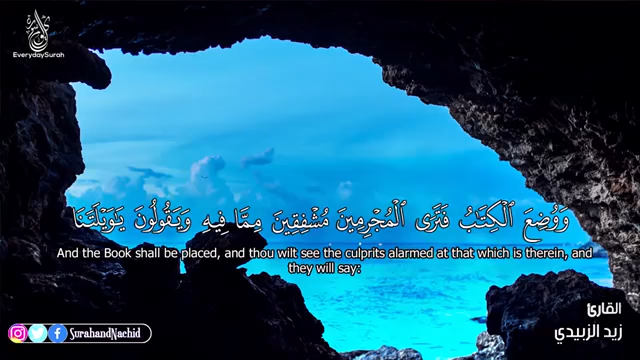 EverydaySurah
وَوُضِعَ ٱلْكِتَٰبُ فَتَرَى ٱلْمُجْرِمِينَ مُشْفِقِينَ مِمَّا فِيهِ وَيَقُولُونَ يَٰوَيْلَتَنَا
And the Book shall be placed, and thou wilt see the culprits alarmed at that which is therein, and
they will say:
القارئ
زيد الزبيدي
SurahandNachid